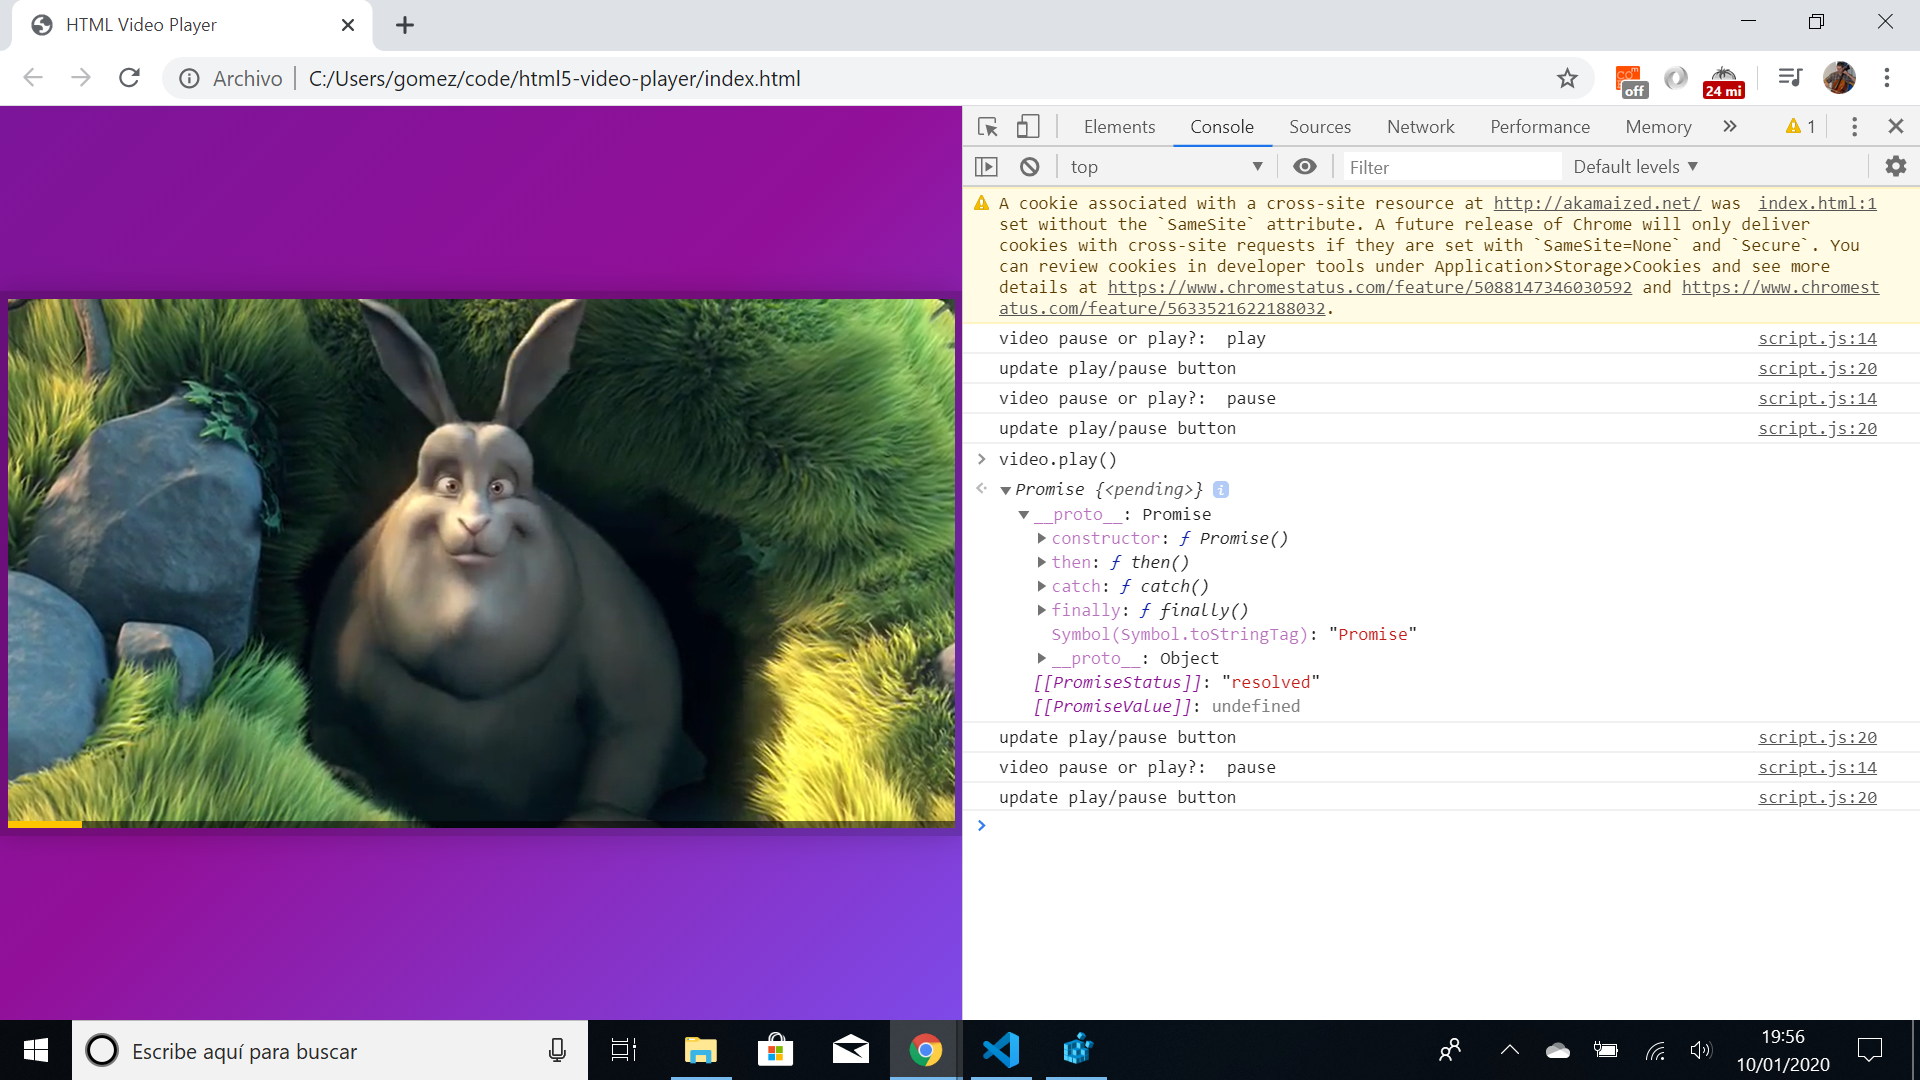 HTML Video Player
Archivo
C:/Users/gomez/code/html5-video-player/index.html
off
24 mi
Elements
Console
Sources
Network
Performance
Memory
1
top
Filter
Default levels
A cookie associated with a cross-site resource at http://akamaized.net/ was index.html:1
set without the `SameSite` attribute. A future release of Chrome will only deliver
cookies with cross-site requests if they are set with `SameSite=None` and `Secure`. You
can review cookies in developer tools under Application>Storage>Cookies and see more
details at https://www.chromestatus.com/feature/5088147346030592 and https://www.chromest
atus.com/feature/5633521622188032.
video pause or play?:  play script.js:14
update play/pause button script.js:20
video pause or play?:  pause script.js:14
update play/pause button script.js:20
> video.play()
Promise {<pending>} i
__proto__: Promise
constructor: ƒ Promise()
then: ƒ then()
catch: ƒ catch()
finally: ƒ finally()
Symbol(Symbol.toStringTag): "Promise"
__proto__: Object
[[PromiseStatus]]: "resolved"
[[PromiseValue]]: undefined
update play/pause button script.js:20
video pause or play?:  pause script.js:14
update play/pause button script.js:20
>
Escribe aquí para buscar
19:56
10/01/2020